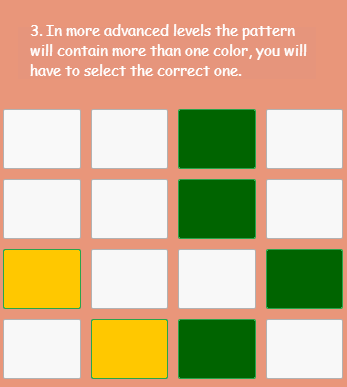 3. In more advanced levels the pattern
will contain more than one color, you will
have to select the correct one.